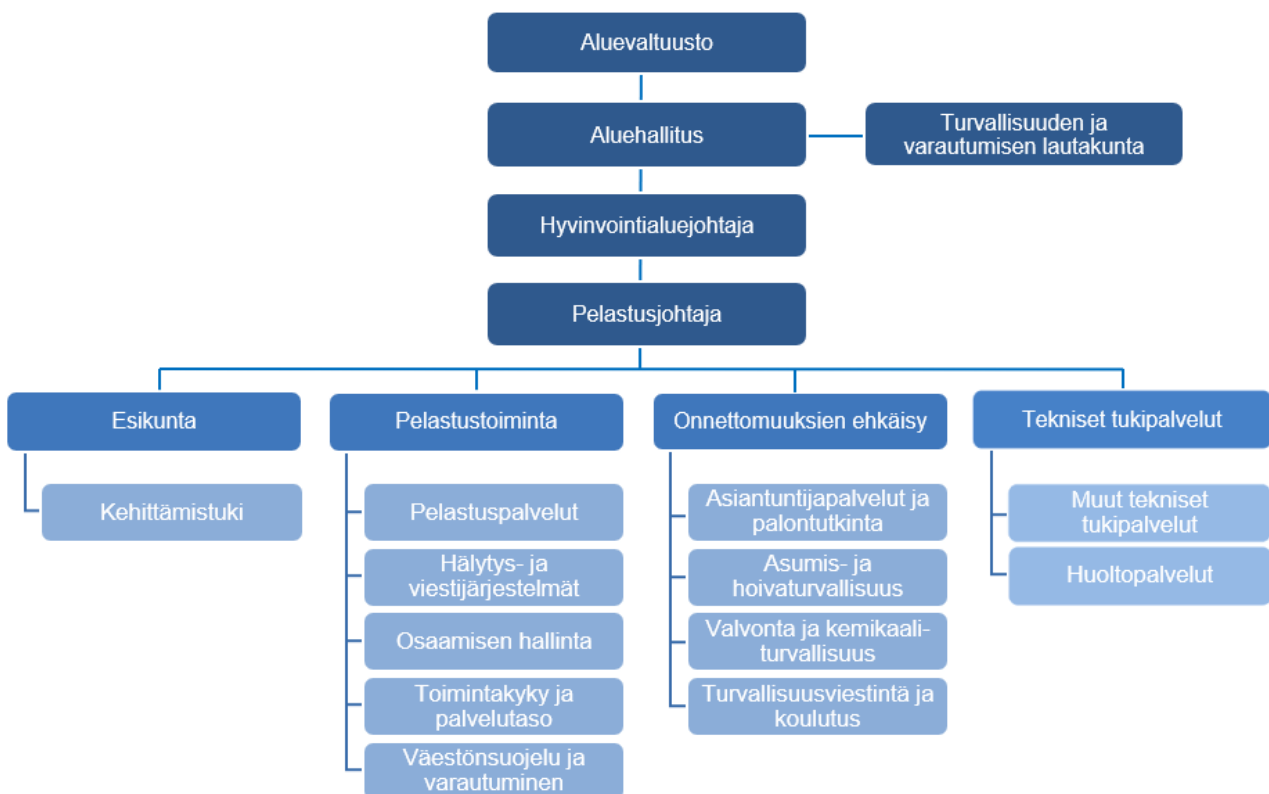 Aluevaltuusto
Aluehallitus
Turvallisuuden ja
varautumisen lautakunta
Hyvinvointialuejohtaja
Pelastusjohtaja
Esikunta
Kehittämistuki
Pelastustoiminta
Pelastuspalvelut
Hälytys- ja
viestijärjestelmät
Osaamisen hallinta
Toimintakyky ja
palvelutaso
Väestönsuojelu ja
varautuminen
Onnettomuuksien ehkäisy
Asiantuntijapalvelut ja
palontutkinta
Asumis- ja
hoivaturvallisuus
Valvonta ja kemikaali-
turvallisuus
Turvallisuusviestintä ja
koulutus
Tekniset tukipalvelut
Muut tekniset
tukipalvelut
Huoltopalvelut